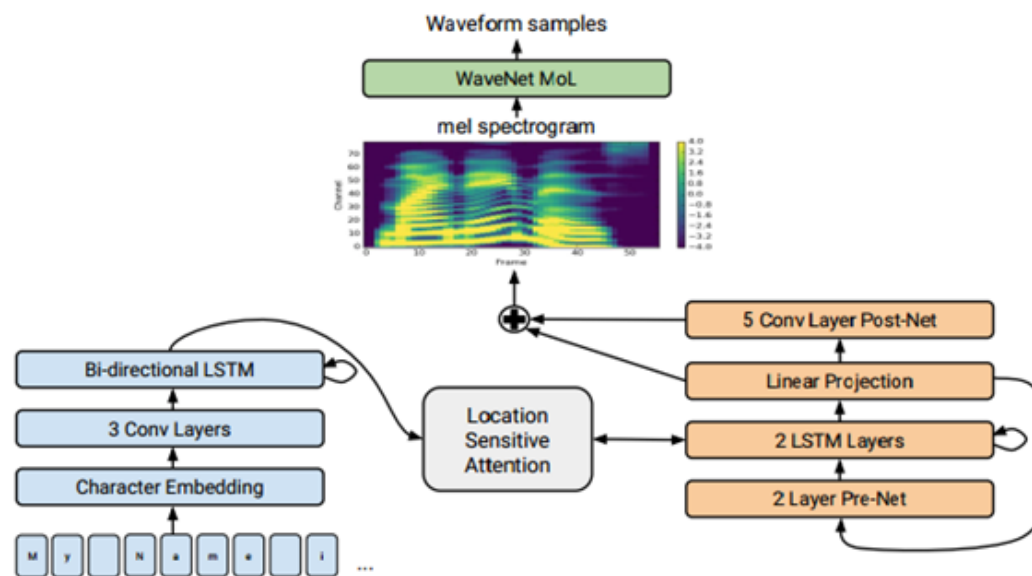 Waveform samples
WaveNet MoL
mel spectrogram
Channel
70
60
50
40
30
20
10
0
0 10 20 30 40 50
Frame
4.0
3.2
2.4
1.6
0.8
0.0
−0.8
−1.6
−2.4
−3.2
−4.0
Bi-directional LSTM
3 Conv Layers
Character Embedding
M y N a m e i ...
Location
Sensitive
Attention
5 Conv Layer Post-Net
Linear Projection
2 LSTM Layers
2 Layer Pre-Net